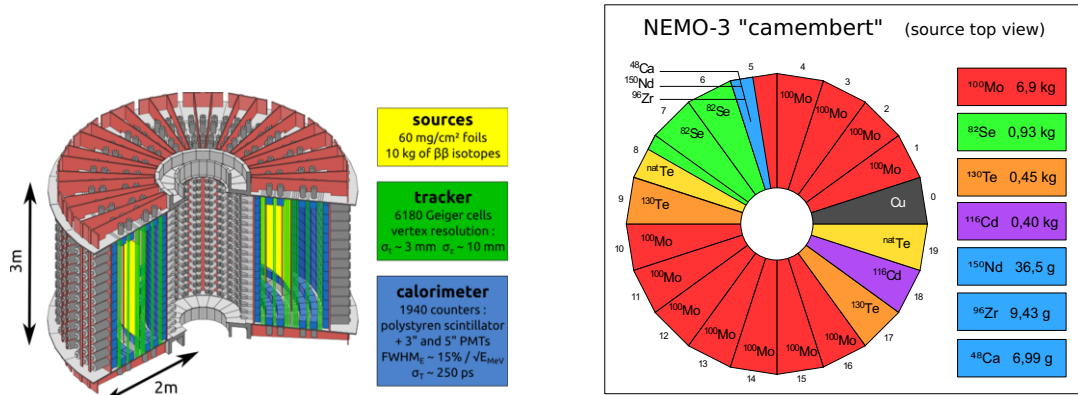 3m
2m
sources
60 mg/cm² foils
10 kg of ββ isotopes
tracker
6180 Geiger cells
vertex resolution :
σₜ ~ 3 mm  σ_z ~ 10 mm
calorimeter
1940 counters :
polystyren scintillator
+ 3" and 5" PMTs
FWHM_E ~ 15% / √E_MeV
σ_T ~ 250 ps
NEMO-3 "camembert" (source top view)
⁴⁸Ca
¹⁵⁰Nd
⁹⁶Zr
5
4
3
2
1
0
19
18
17
16
15
14
13
12
11
10
9
8
7
6
¹⁰⁰Mo
¹⁰⁰Mo
¹⁰⁰Mo
¹⁰⁰Mo
Cu
ⁿᵃᵗTe
¹¹⁶Cd
¹³⁰Te
¹⁰⁰Mo
¹⁰⁰Mo
¹⁰⁰Mo
¹⁰⁰Mo
¹⁰⁰Mo
¹⁰⁰Mo
¹⁰⁰Mo
¹³⁰Te
ⁿᵃᵗTe
⁸²Se
⁸²Se
¹⁰⁰Mo 6,9 kg
⁸²Se 0,93 kg
¹³⁰Te 0,45 kg
¹¹⁶Cd 0,40 kg
¹⁵⁰Nd 36,5 g
⁹⁶Zr 9,43 g
⁴⁸Ca 6,99 g